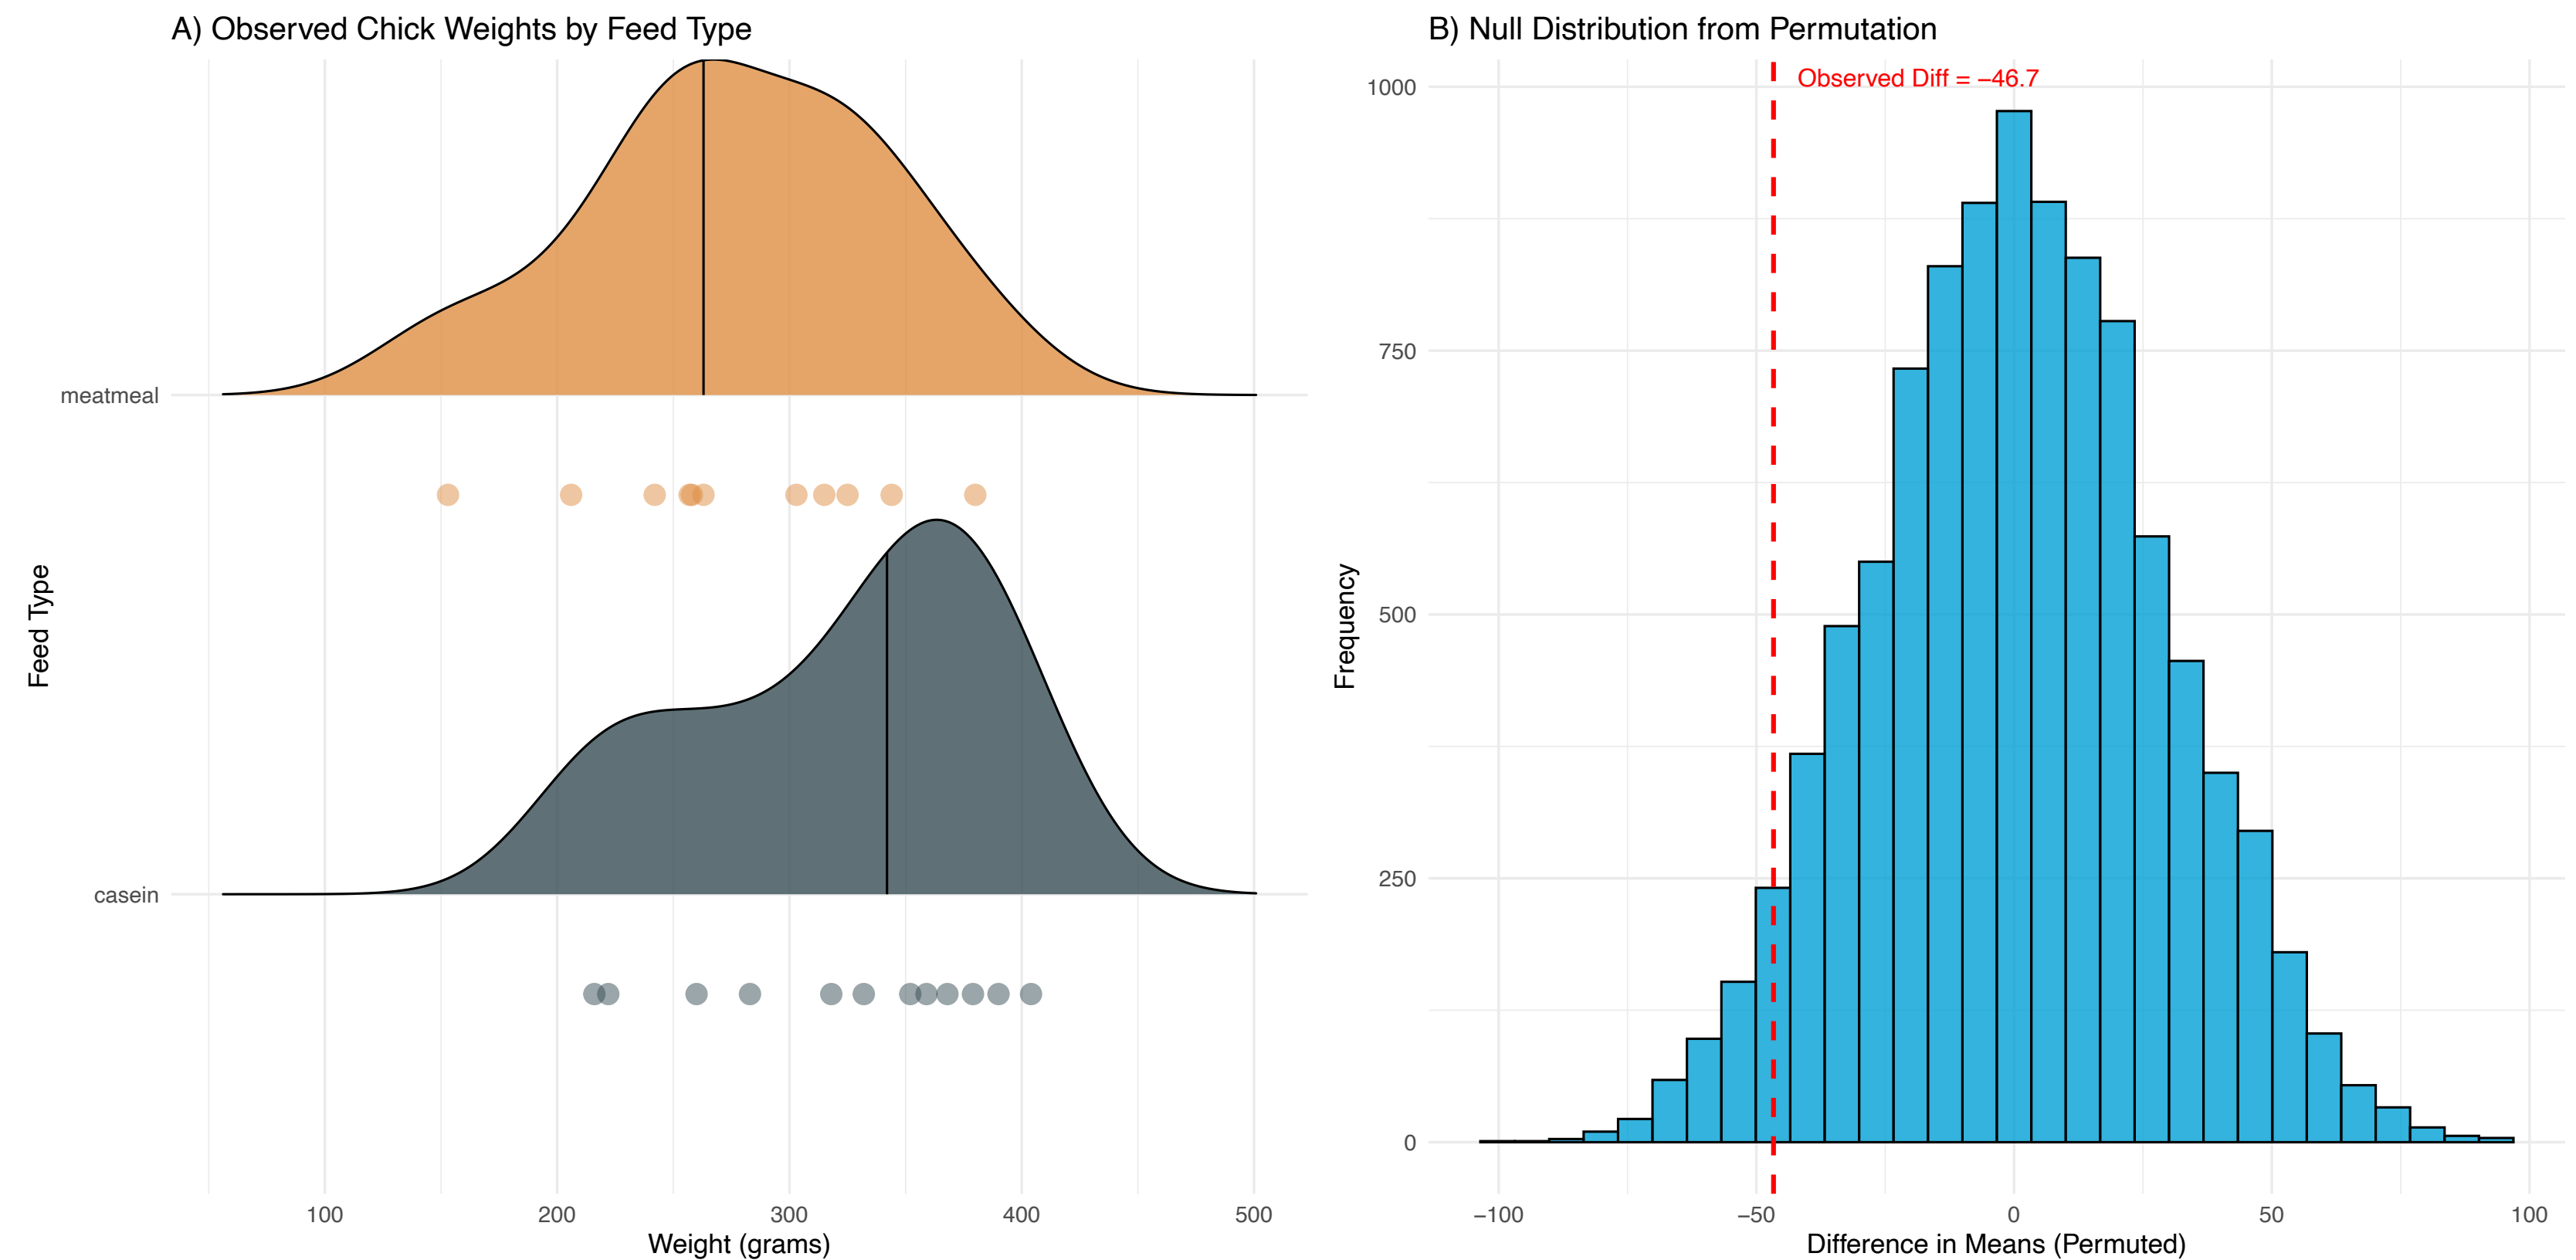 A) Observed Chick Weights by Feed Type
Feed Type
meatmeal
casein
100 200 300 400 500
Weight (grams)
B) Null Distribution from Permutation
Observed Diff = −46.7
Frequency
1000
750
500
250
0
−100 −50 0 50 100
Difference in Means (Permuted)